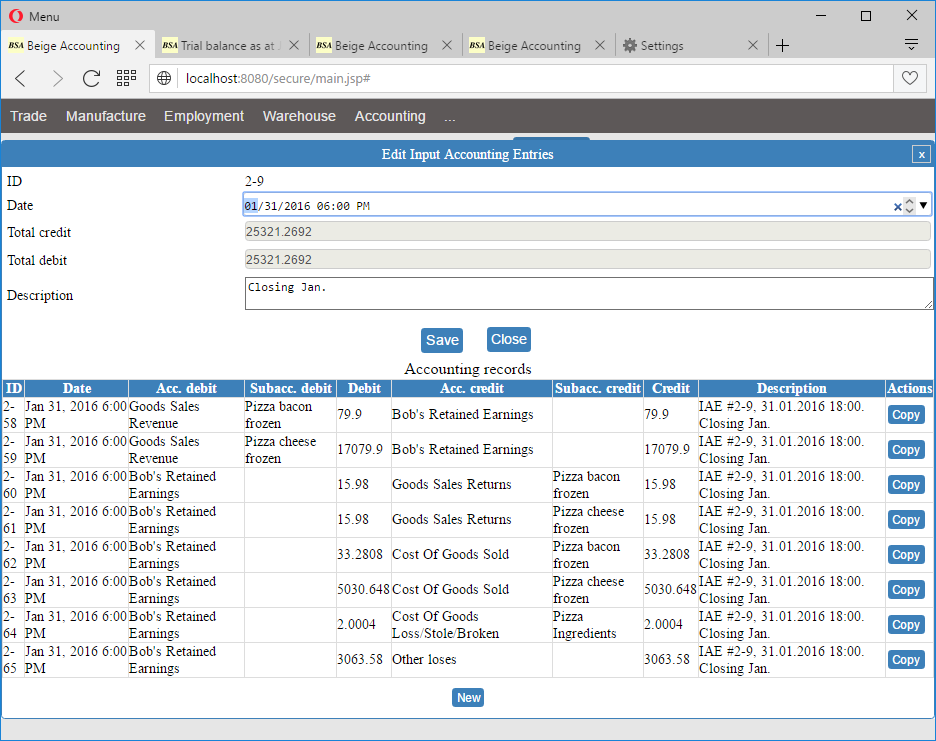 Menu
BSA Beige Accounting
BSA Trial balance as at
BSA Beige Accounting
BSA Beige Accounting
Settings
localhost:8080/secure/main.jsp#
Trade Manufacture Employment Warehouse Accounting ...
Edit Input Accounting Entries x
ID 2-9
Date 01/31/2016 06:00 PM
Total credit 25321.2692
Total debit 25321.2692
Description Closing Jan.
Save Close
Accounting records
ID Date Acc. debit Subacc. debit Debit Acc. credit Subacc. credit Credit Description Actions
2- Jan 31, 2016 6:00 Goods Sales Pizza bacon 79.9 Bob's Retained Earnings 79.9 IAE #2-9, 31.01.2016 18:00. Copy
58 PM Revenue frozen Closing Jan.
2- Jan 31, 2016 6:00 Goods Sales Pizza cheese 17079.9 Bob's Retained Earnings 17079.9 IAE #2-9, 31.01.2016 18:00. Copy
59 PM Revenue frozen Closing Jan.
2- Jan 31, 2016 6:00 Bob's Retained 15.98 Goods Sales Returns Pizza bacon 15.98 IAE #2-9, 31.01.2016 18:00. Copy
60 PM Earnings frozen Closing Jan.
2- Jan 31, 2016 6:00 Bob's Retained 15.98 Goods Sales Returns Pizza cheese 15.98 IAE #2-9, 31.01.2016 18:00. Copy
61 PM Earnings frozen Closing Jan.
2- Jan 31, 2016 6:00 Bob's Retained 33.2808 Cost Of Goods Sold Pizza bacon 33.2808 IAE #2-9, 31.01.2016 18:00. Copy
62 PM Earnings frozen Closing Jan.
2- Jan 31, 2016 6:00 Bob's Retained 5030.648 Cost Of Goods Sold Pizza cheese 5030.648 IAE #2-9, 31.01.2016 18:00. Copy
63 PM Earnings frozen Closing Jan.
2- Jan 31, 2016 6:00 Bob's Retained 2.0004 Cost Of Goods Pizza 2.0004 IAE #2-9, 31.01.2016 18:00. Copy
64 PM Earnings Loss/Stole/Broken Ingredients Closing Jan.
2- Jan 31, 2016 6:00 Bob's Retained 3063.58 Other loses 3063.58 IAE #2-9, 31.01.2016 18:00. Copy
65 PM Earnings Closing Jan.
New